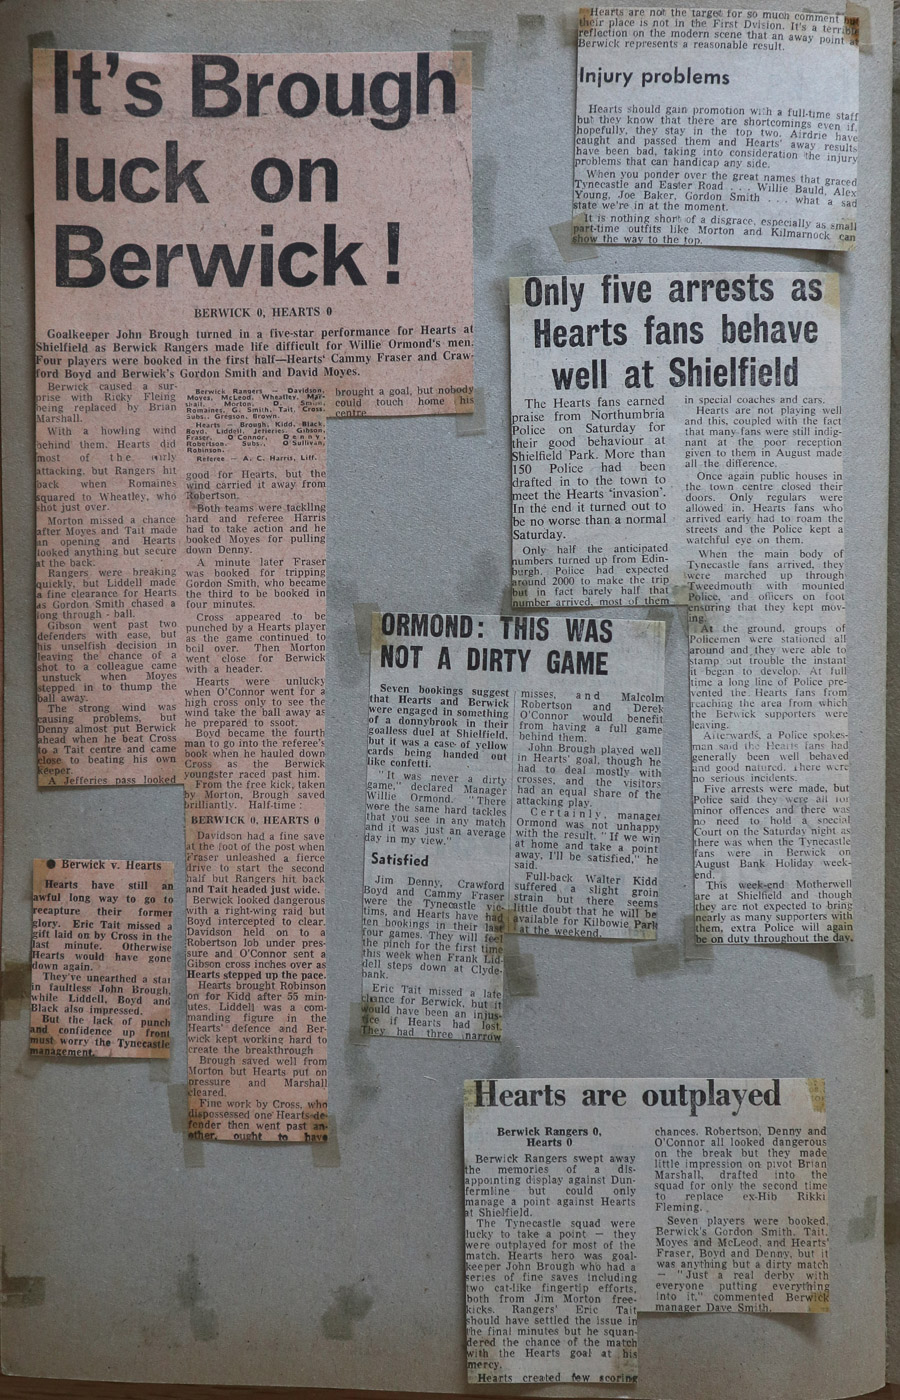 It's Brough
luck on
Berwick!
BERWICK 0, HEARTS 0
Goalkeeper John Brough turned in a five-star performance for Hearts at
Shielfield as Berwick Rangers made life difficult for Willie Ormond's men.
Four players were booked in the first half—Hearts' Cammy Fraser and Craw-
ford Boyd and Berwick's Gordon Smith and David Moyes.
Berwick caused a sur-
prise with Ricky Fleing
being replaced by Brian
Marshall.
With a howling wind
behind them, Hearts did
most of the early
attacking, but Rangers hit
back when Romaines
squared to Wheatley, who
shot just over.
Morton missed a chance
after Moyes and Tait made
an opening and Hearts
looked anything but secure
at the back.
Rangers were breaking
quickly, but Liddell made
a fine clearance for Hearts
as Gordon Smith chased a
long through-ball.
Gibson went past two
defenders with ease, but
his unselfish decision in
leaving the chance of a
shot to a colleague came
unstuck when Moyes
stepped in to thump the
ball away.
The strong wind was
causing problems, but
Denny almost put Berwick
ahead when he beat Cross
to a Tait centre and came
close to beating his own
keeper.
A Jefferies pass looked
Berwick Rangers — Davidson,
Moyes, McLeod, Wheatley, Mar-
shall, Morton, D. Smith,
Romaines, G. Smith, Tait, Cross.
Subs., Greeson, Brown.
Hearts — Brough, Kidd, Black,
Boyd, Liddell, Jefferies, Gibson,
Fraser, O'Connor, Denny,
Robertson. Subs., O'Sullivan,
Robinson.
Referee — A. C. Harris, Liff.
good for Hearts, but the
wind carried it away from
Robertson.
Both teams were tackling
hard and referee Harris
had to take action and he
booked Moyes for pulling
down Denny.
A minute later Fraser
was booked for tripping
Gordon Smith, who became
the third to be booked in
four minutes.
Cross appeared to be
punched by a Hearts player
as the game continued to
boil over. Then Morton
went close for Berwick
with a header.
Hearts were unlucky
when O'Connor went for a
high cross only to see the
wind take the ball away as
he prepared to ssoot.
Boyd became the fourth
man to go into the referee's
book when he hauled down
Cross as the Berwick
youngster raced past him.
From the free kick, taken
by Morton, Brough saved
brilliantly. Half-time:
BERWICK 0, HEARTS 0
Davidson had a fine save
at the foot of the post when
Fraser unleashed a fierce
drive to start the second
half but Rangers hit back
and Tait headed just wide.
Berwick looked dangerous
with a right-wing raid but
Boyd intercepted to clear.
Davidson held on to a
Robertson lob under pres-
sure and O'Connor sent a
Gibson cross inches over as
Hearts stepped up the pace.
Hearts brought Robinson
on for Kidd after 55 min-
utes. Liddell was a com-
manding figure in the
Hearts' defence and Ber-
wick kept working hard to
create the breakthrough
Brough saved well from
Morton but Hearts put on
pressure and Marshall
cleared.
Fine work by Cross, who
dispossessed one Hearts de-
fender then went past an-
other, ought to have
brought a goal, but nobody
could touch home his
centre.
● Berwick v. Hearts
Hearts have still an
awful long way to go to
recapture their former
glory. Eric Tait missed a
gift laid on by Cross in the
last minute. Otherwise
Hearts would have gone
down again.
They've unearthed a star
in faultless John Brough,
while Liddell, Boyd and
Black also impressed.
But the lack of punch
and confidence up front
must worry the Tynecastle
management.
Hearts are not the target for so much comment but
their place is not in the First Dvision. It's a terrible
reflection on the modern scene that an away point at
Berwick represents a reasonable result.
Injury problems
Hearts should gain promotion with a full-time staff
but they know that there are shortcomings even if,
hopefully, they stay in the top two. Airdrie have
caught and passed them and Hearts' away results
have been bad, taking into consideration the injury
problems that can handicap any side.
When you ponder over the great names that graced
Tynecastle and Easter Road . . . Willie Bauld, Alex
Young, Joe Baker, Gordon Smith . . . what a sad
state we're in at the moment.
It is nothing short of a disgrace, especially as small
part-time outfits like Morton and Kilmarnock can
show the way to the top.
Only five arrests as
Hearts fans behave
well at Shielfield
The Hearts fans earned
praise from Northumbria
Police on Saturday for
their good behaviour at
Shielfield Park. More than
150 Police had been
drafted in to the town to
meet the Hearts 'invasion'.
In the end it turned out to
be no worse than a normal
Saturday.
Only half the anticipated
numbers turned up from Edin-
burgh. Police had expected
around 2000 to make the trip
but in fact barely half that
number arrived, most of them
in special coaches and cars.
Hearts are not playing well
and this, coupled with the fact
that many fans were still indig-
nant at the poor reception
given to them in August made
all the difference.
Once again public houses in
the town centre closed their
doors. Only regulars were
allowed in. Hearts fans who
arrived early had to roam the
streets and the Police kept a
watchful eye on them.
When the main body of
Tynecastle fans arrived, they
were marched up through
Tweedmouth with mounted
Police, and officers on foot
ensuring that they kept mov-
ing.
At the ground, groups of
Policemen were stationed all
around and they were able to
stamp out trouble the instant
it began to develop. At full
time a long line of Police pre-
vented the Hearts fans from
reaching the area from which
the Berwick supporters were
leaving.
Afterwards, a Police spokes-
man said the Hearts fans had
generally been well behaved
and good natured. There were
no serious incidents.
Five arrests were made, but
Police said they were all for
minor offences and there was
no need to hold a special
Court on the Saturday night as
there was when the Tynecastle
fans were in Berwick on
August Bank Holiday week-
end.
This week-end Motherwell
are at Shielfield and though
they are not expected to bring
nearly as many supporters with
them, extra Police will again
be on duty throughout the day.
ORMOND: THIS WAS
NOT A DIRTY GAME
Seven bookings suggest
that Hearts and Berwick
were engaged in something
of a donnybrook in their
goalless duel at Shielfield,
but it was a case of yellow
cards being handed out
like confetti.
"It was never a dirty
game," declared Manager
Willie Ormond. "There
were the same hard tackles
that you see in any match
and it was just an average
day in my view."
Satisfied
Jim Denny, Crawford
Boyd and Cammy Fraser
were the Tynecastle vic-
tims, and Hearts have had
ten bookings in their last
four games. They will feel
the pinch for the first time
this week when Frank Lid-
dell steps down at Clyde-
bank.
Eric Tait missed a late
chance for Berwick, but it
would have been an injus-
tice if Hearts had lost.
They had three narrow
misses, and Malcolm
Robertson and Derek
O'Connor would benefit
from having a full game
behind them.
John Brough played well
in Hearts' goal, though he
had to deal mostly with
crosses, and the visitors
had an equal share of the
attacking play.
Certainly, manager
Ormond was not unhappy
with the result. "If we win
at home and take a point
away, I'll be satisfied," he
said.
Full-back Walter Kidd
suffered a slight groin
strain but there seems
little doubt that he will be
available for Kilbowie Park
at the weekend.
Hearts are outplayed
Berwick Rangers 0,
Hearts 0
Berwick Rangers swept away
the memories of a dis-
appointing display against Dun-
fermline but could only
manage a point against Hearts
at Shielfield.
The Tynecastle squad were
lucky to take a point — they
were outplayed for most of the
match. Hearts hero was goal-
keeper John Brough who had a
series of fine saves including
two cat-like fingertip efforts,
both from Jim Morton free-
kicks. Rangers' Eric Tait
should have settled the issue in
the final minutes but he squan-
dered the chance of the match
with the Hearts goal at his
mercy.
Hearts created few scoring
chances. Robertson, Denny and
O'Connor all looked dangerous
on the break but they made
little impression on pivot Brian
Marshall, drafted into the
squad for only the second time
to replace ex-Hib Rikki
Fleming.
Seven players were booked,
Berwick's Gordon Smith, Tait,
Moyes and McLeod, and Hearts'
Fraser, Boyd and Denny, but it
was anything but a dirty match
— "Just a real derby with
everyone putting everything
into it," commented Berwick
manager Dave Smith.